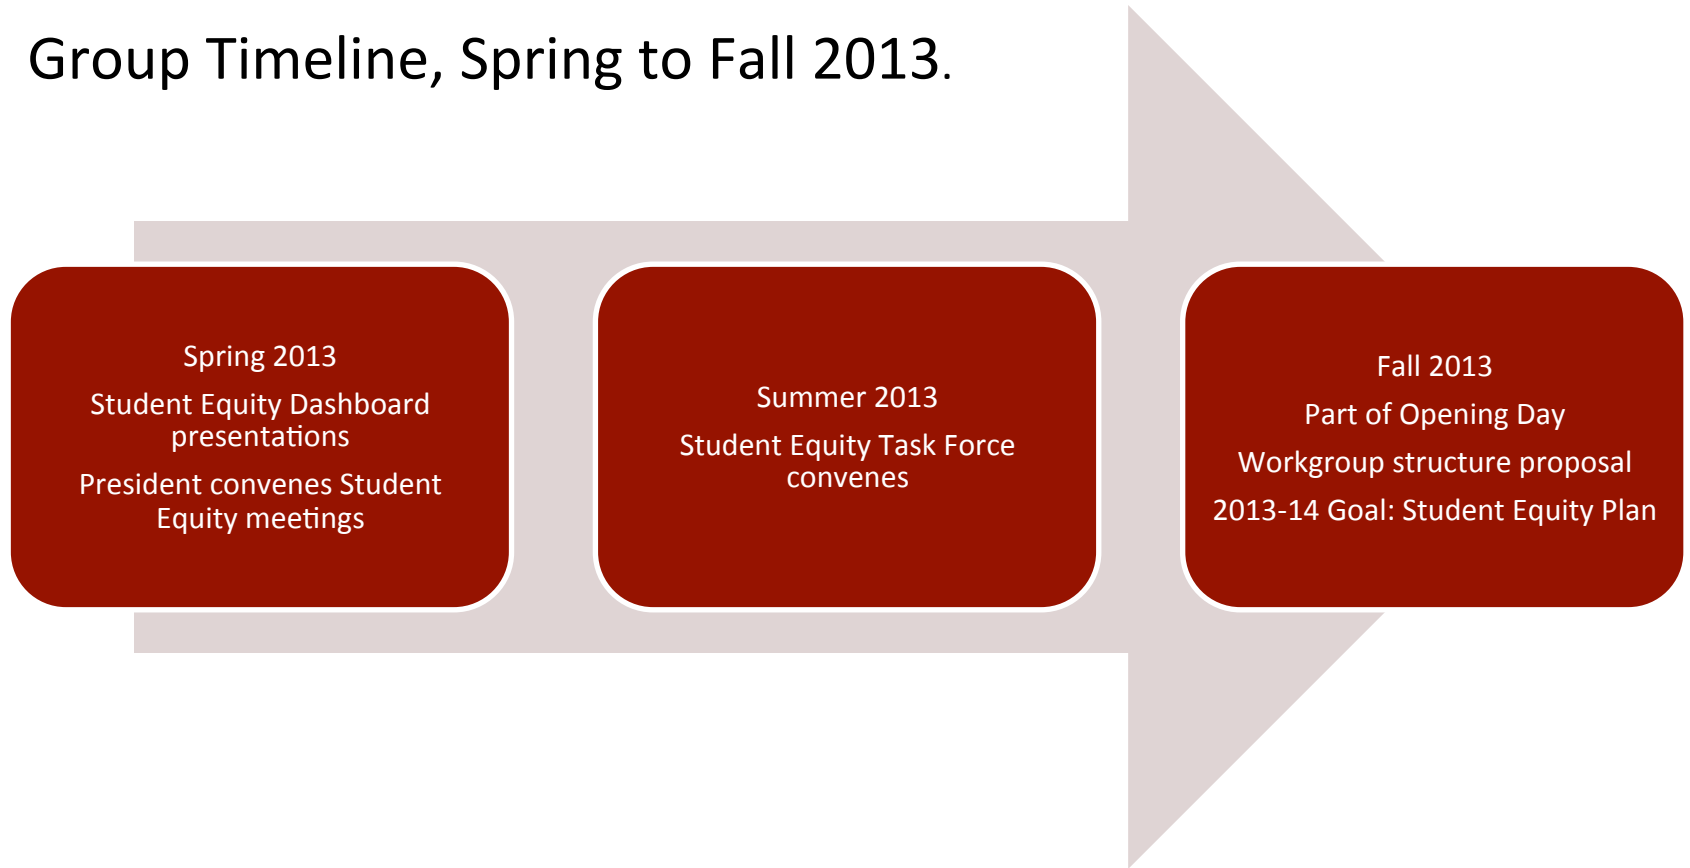 Group Timeline, Spring to Fall 2013.
Spring 2013
Student Equity Dashboard
presentations
President convenes Student
Equity meetings
Summer 2013
Student Equity Task Force
convenes
Fall 2013
Part of Opening Day
Workgroup structure proposal
2013-14 Goal: Student Equity Plan